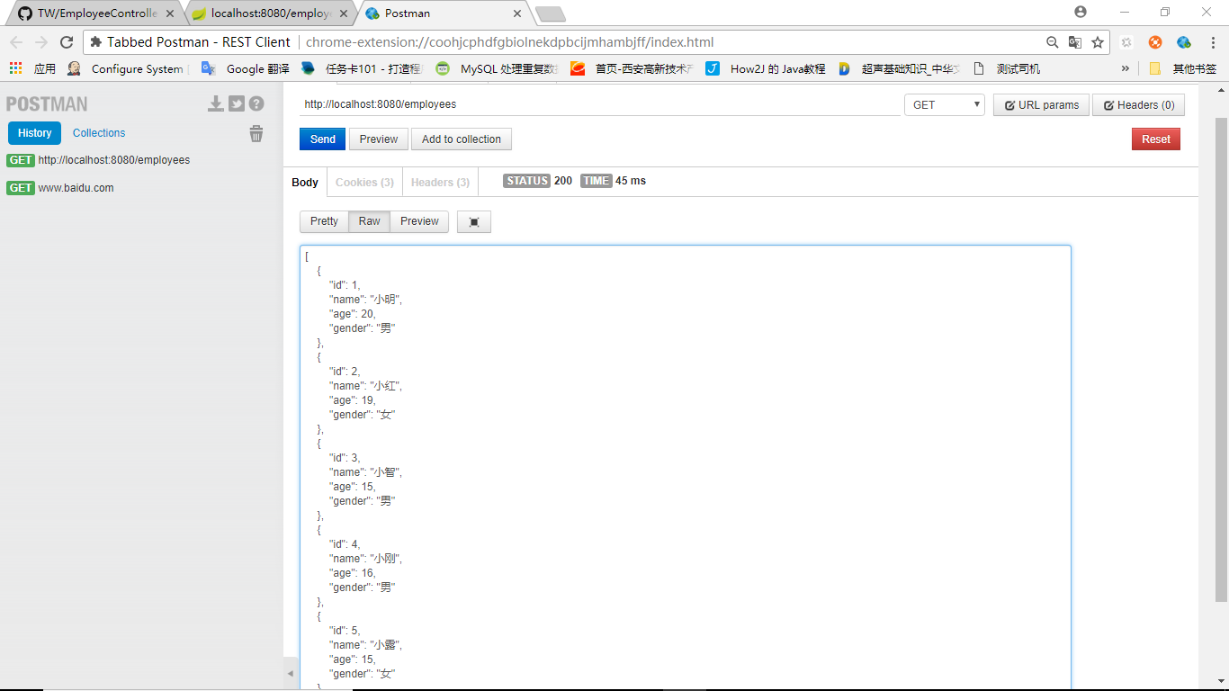 TW/EmployeeControlle
localhost:8080/employe
Postman
Tabbed Postman - REST Client
chrome-extension://coohjcphdfgbiolnekdpbcijmhambjff/index.html
应用
Configure System
Google 翻译
任务卡101 - 打造程
MySQL 处理重复数据
首页-西安高新技术产
How2J 的 Java教程
超声基础知识_中华
测试司机
»
其他书签
POSTMAN
History
Collections
GET http://localhost:8080/employees
GET www.baidu.com
http://localhost:8080/employees
GET
URL params
Headers (0)
Send
Preview
Add to collection
Reset
Body
Cookies (3)
Headers (3)
STATUS 200 TIME 45 ms
Pretty
Raw
Preview
[
{
"id": 1,
"name": "小明",
"age": 20,
"gender": "男"
},
{
"id": 2,
"name": "小红",
"age": 19,
"gender": "女"
},
{
"id": 3,
"name": "小智",
"age": 15,
"gender": "男"
},
{
"id": 4,
"name": "小刚",
"age": 16,
"gender": "男"
},
{
"id": 5,
"name": "小露",
"age": 15,
"gender": "女"
}